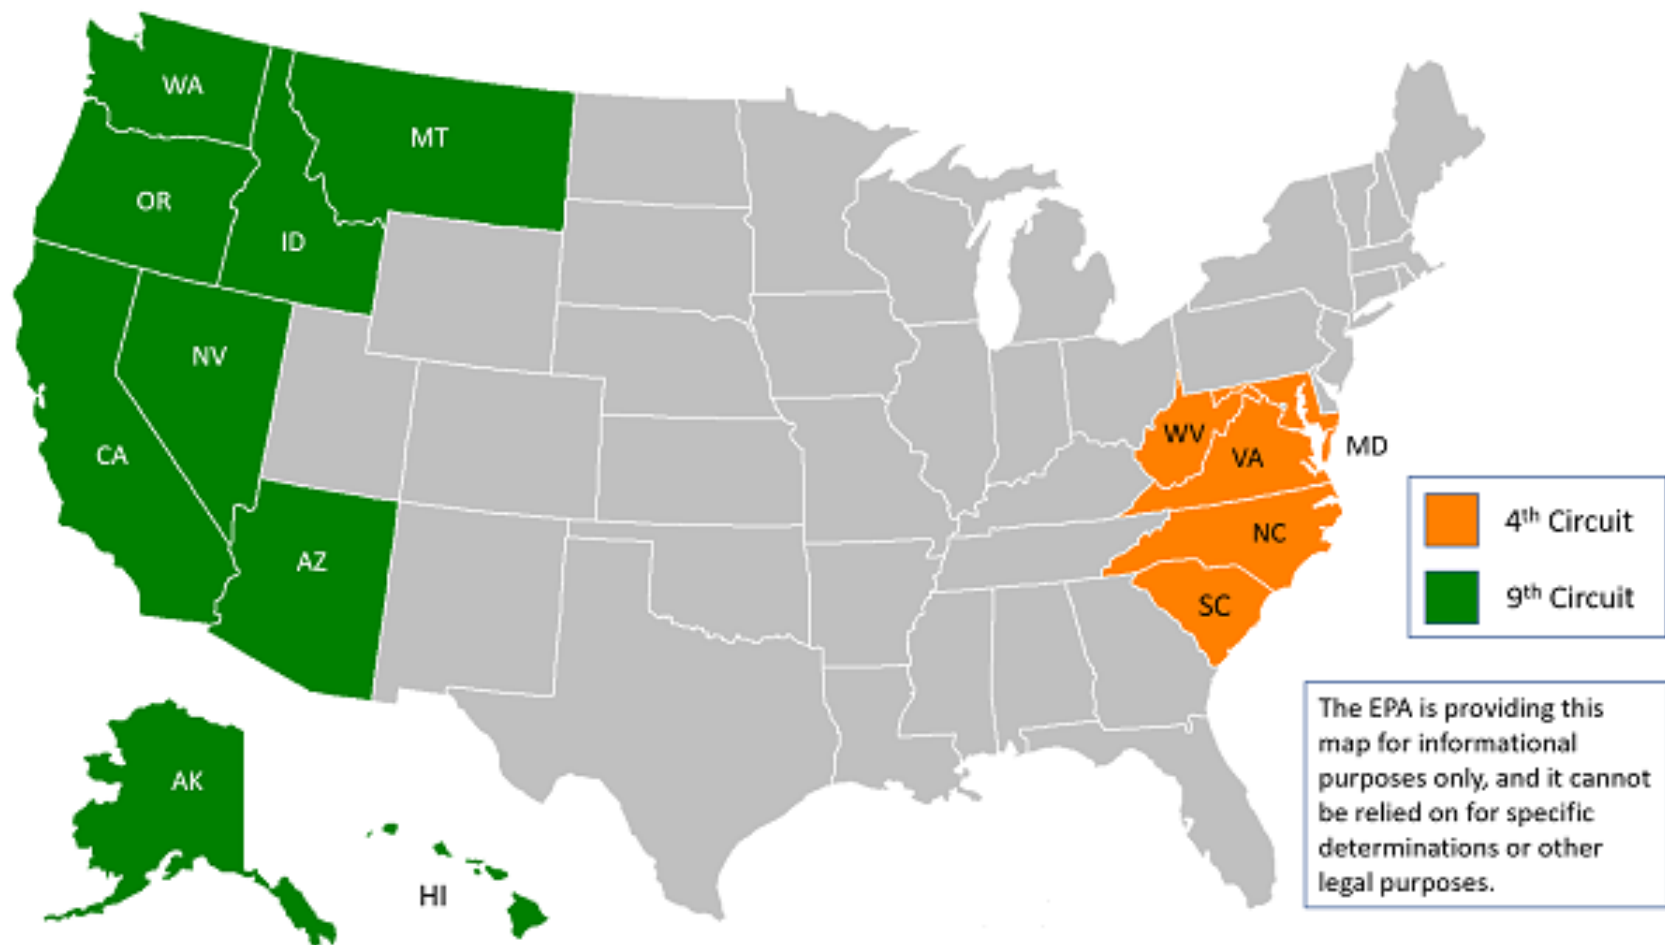 WA
MT
OR
ID
NV
CA
AZ
AK
HI
WV
VA
MD
NC
SC
4th Circuit
9th Circuit
The EPA is providing this
map for informational
purposes only, and it cannot
be relied on for specific
determinations or other
legal purposes.